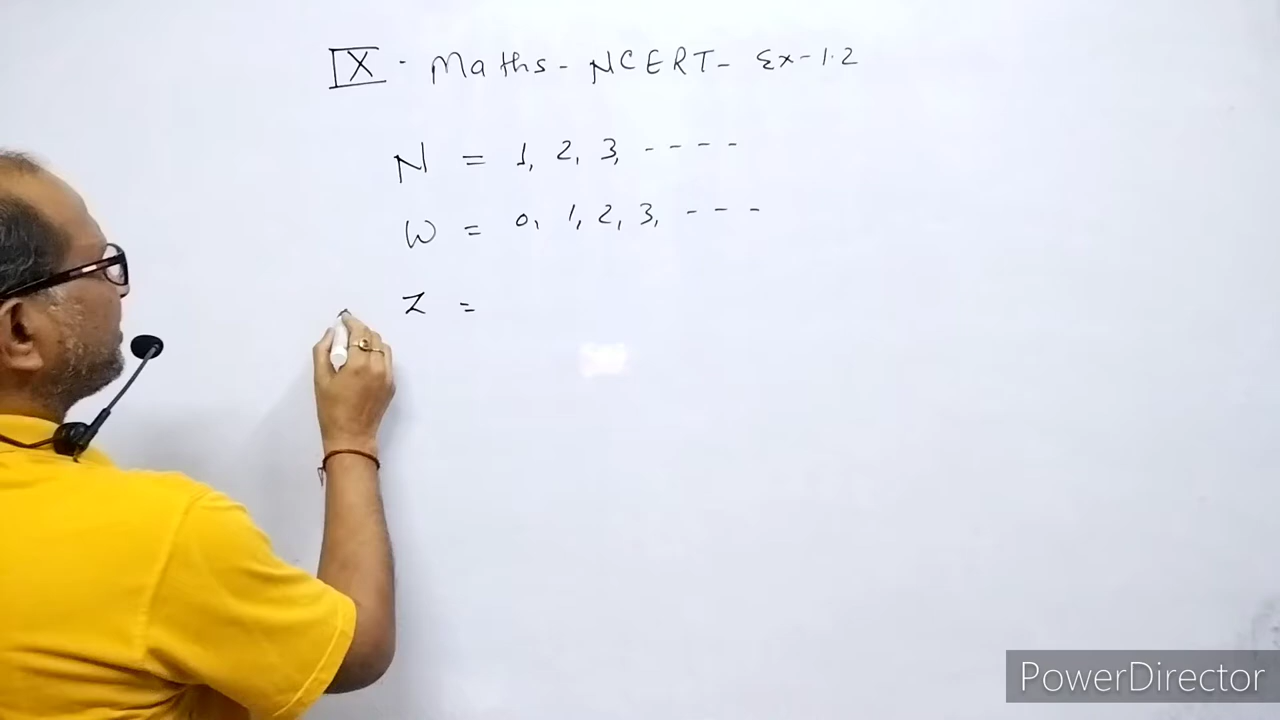 IX - Maths - NCERT - Ex-1.2
N = 1, 2, 3, ----
W = 0, 1, 2, 3, ---
Z =
PowerDirector